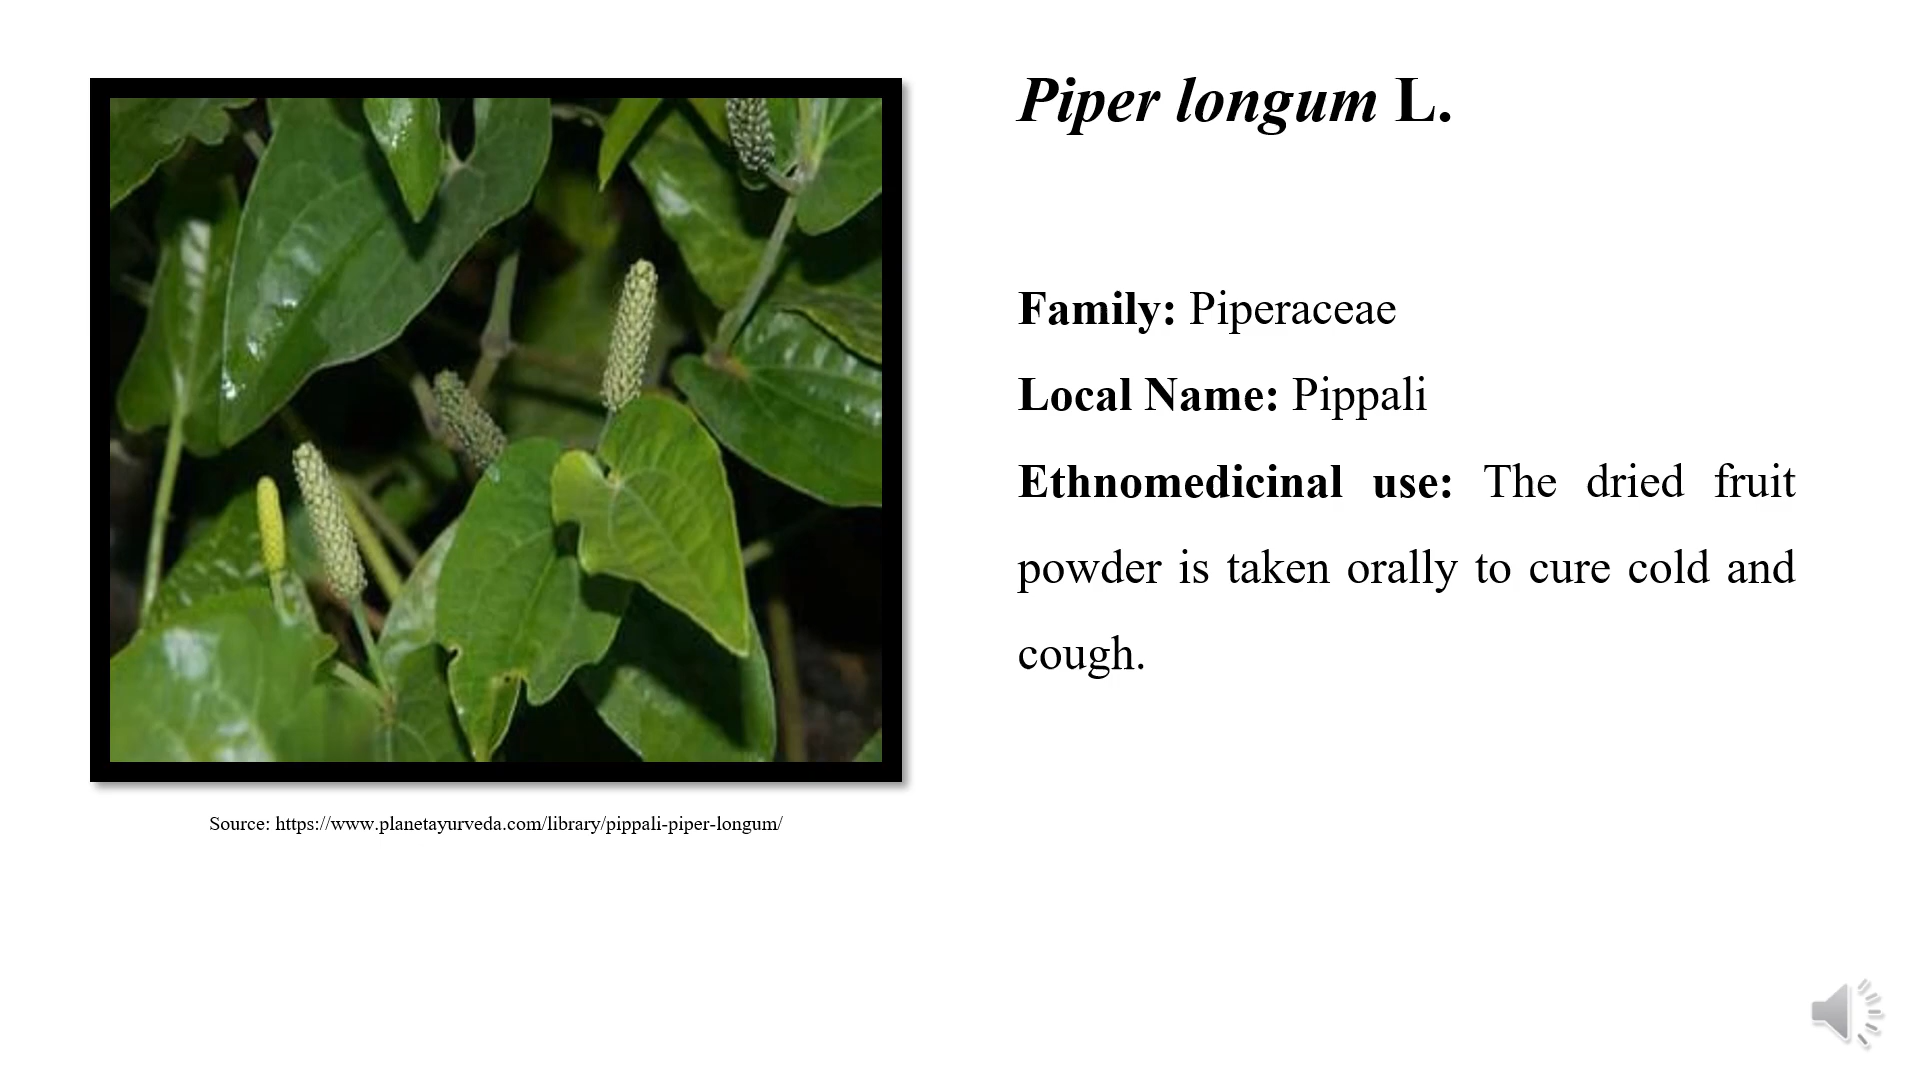 Piper longum L.
Family: Piperaceae
Local Name: Pippali
Ethnomedicinal use: The dried fruit
powder is taken orally to cure cold and
cough.
Source: https://www.planetayurveda.com/library/pippali-piper-longum/